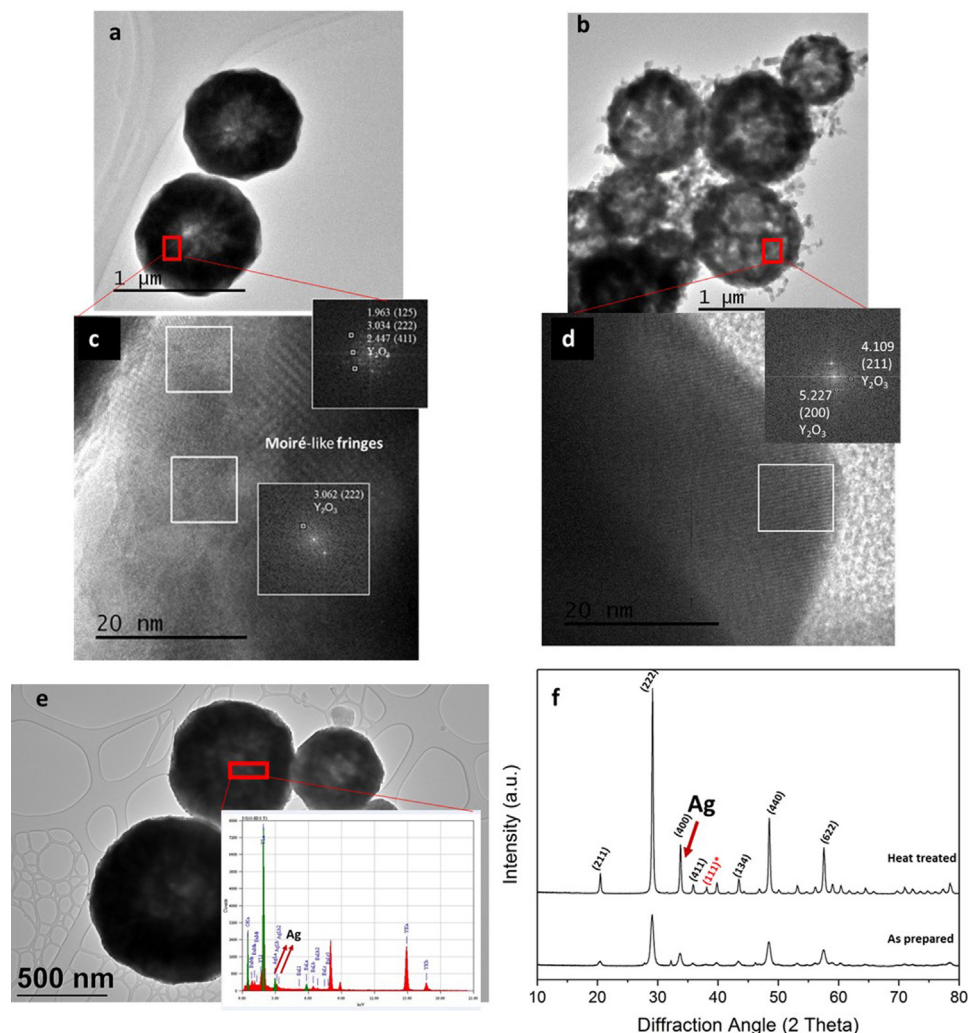 a
1 µm
b
1 µm
c
1.963 (125)
3.034 (222)
2.447 (411)
Y2O3
Moiré-like fringes
3.062 (222)
Y2O3
20 nm
d
4.109
(211)
Y2O3
5.227
(200)
Y2O3
20 nm
e
Ag
500 nm
Counts
keV
f
Intensity (a.u.)
(211)
(222)
(400)
Ag
(411)
(111)*
(134)
(440)
(622)
Heat treated
As prepared
10 20 30 40 50 60 70 80
Diffraction Angle (2 Theta)